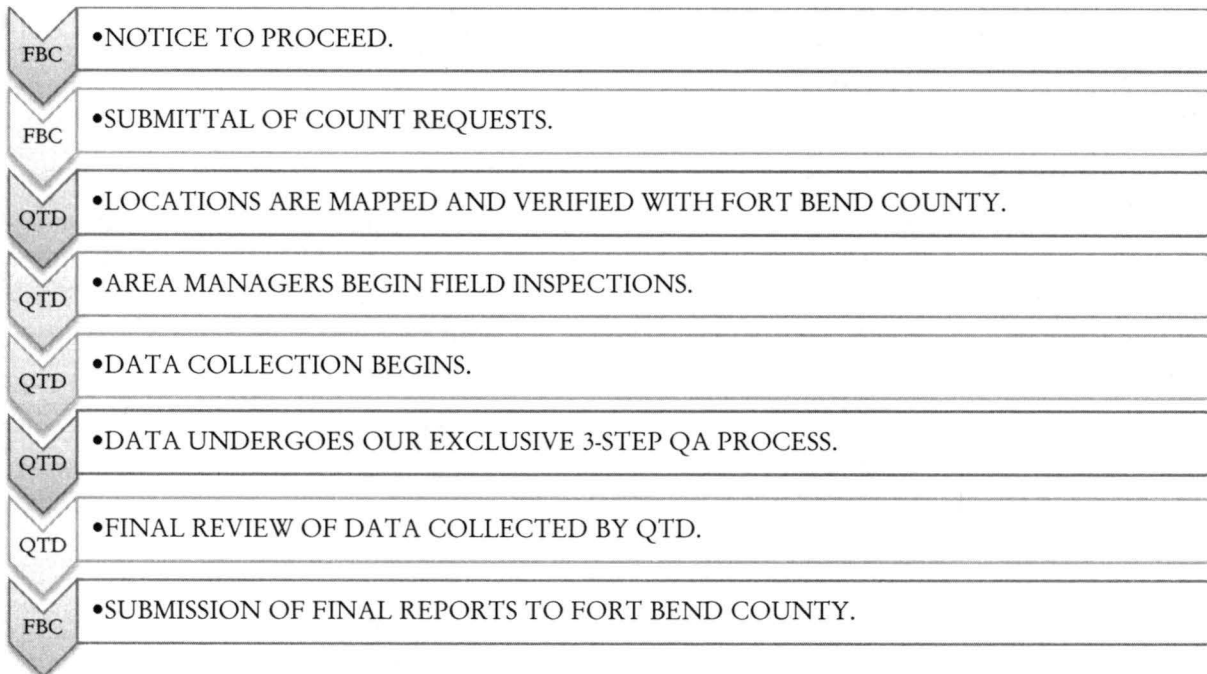 FBC •NOTICE TO PROCEED.
FBC •SUBMITTAL OF COUNT REQUESTS.
QTD •LOCATIONS ARE MAPPED AND VERIFIED WITH FORT BEND COUNTY.
QTD •AREA MANAGERS BEGIN FIELD INSPECTIONS.
QTD •DATA COLLECTION BEGINS.
QTD •DATA UNDERGOES OUR EXCLUSIVE 3-STEP QA PROCESS.
QTD •FINAL REVIEW OF DATA COLLECTED BY QTD.
FBC •SUBMISSION OF FINAL REPORTS TO FORT BEND COUNTY.